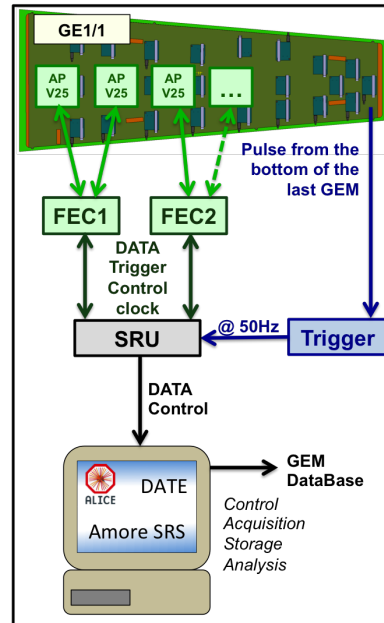 GE1/1
AP
V25
AP
V25
AP
V25
...
Pulse from the
bottom of the
last GEM
FEC1
FEC2
DATA
Trigger
Control
clock
@ 50Hz
SRU
Trigger
DATA
Control
ALICE
DATE
Amore SRS
GEM
DataBase
Control
Acquisition
Storage
Analysis